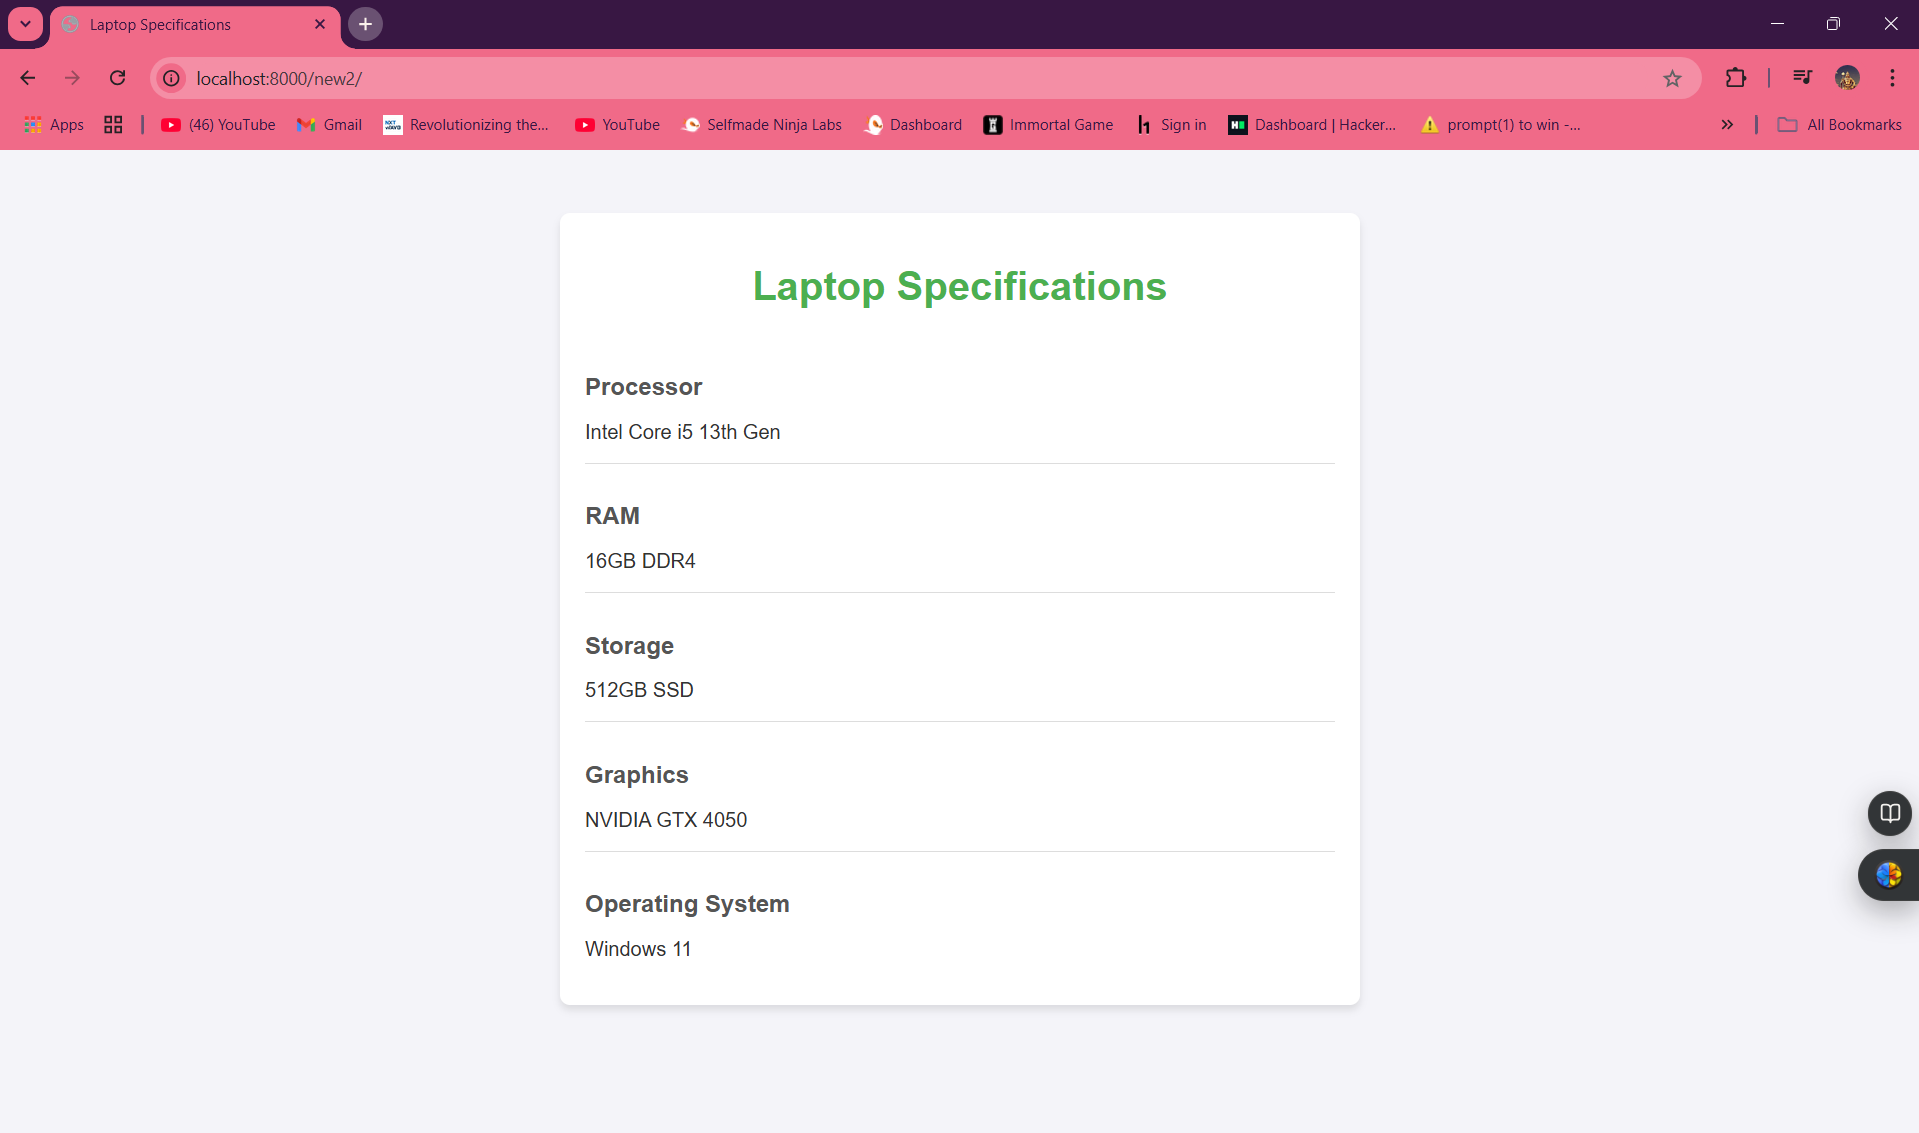 Laptop Specifications
localhost:8000/new2/
Apps (46) YouTube Gmail Revolutionizing the... YouTube Selfmade Ninja Labs Dashboard Immortal Game Sign in Dashboard | Hacker... prompt(1) to win -... All Bookmarks
Laptop Specifications
Processor
Intel Core i5 13th Gen
RAM
16GB DDR4
Storage
512GB SSD
Graphics
NVIDIA GTX 4050
Operating System
Windows 11